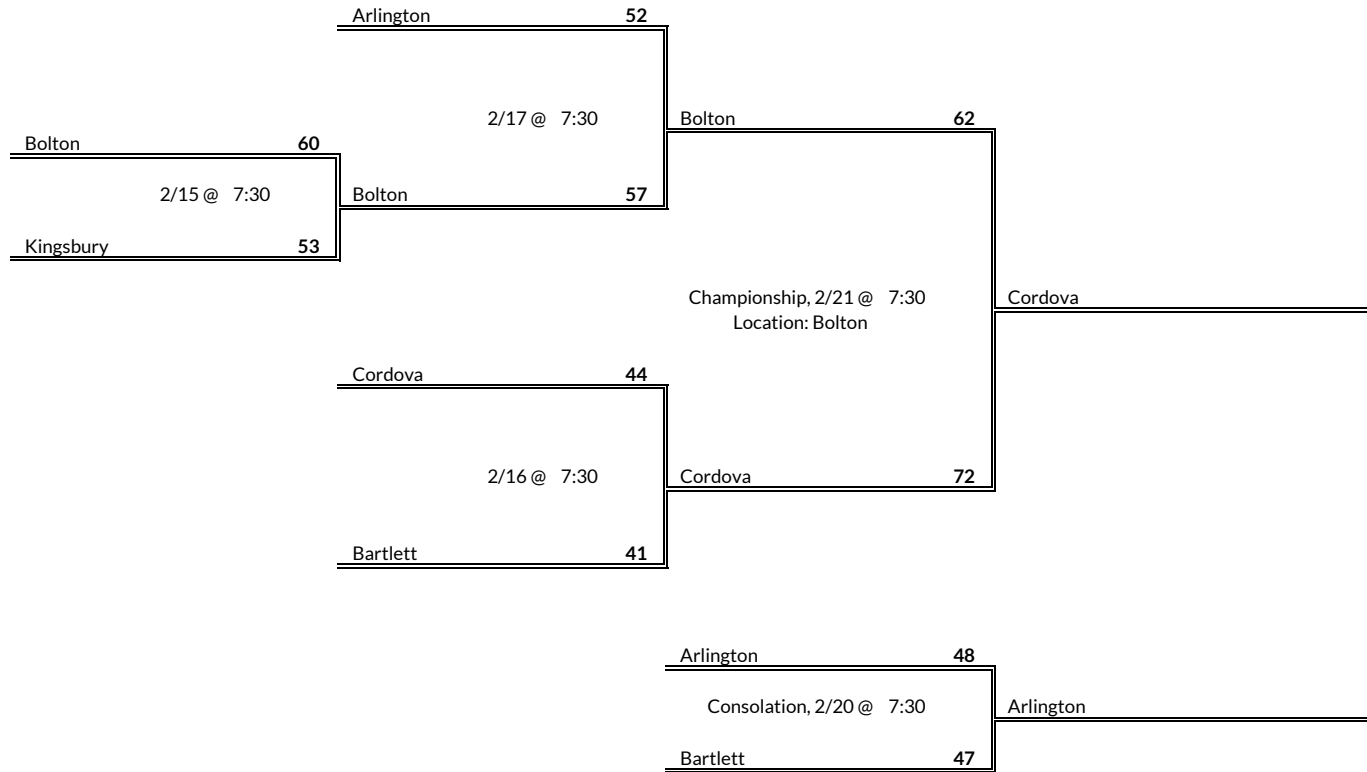 Arlington 52
2/17 @ 7:30
Bolton 62
Bolton 60
2/15 @ 7:30
Bolton 57
Kingsbury 53
Championship, 2/21 @ 7:30
Location: Bolton
Cordova
Cordova 44
2/16 @ 7:30
Cordova 72
Bartlett 41
Arlington 48
Consolation, 2/20 @ 7:30
Arlington
Bartlett 47